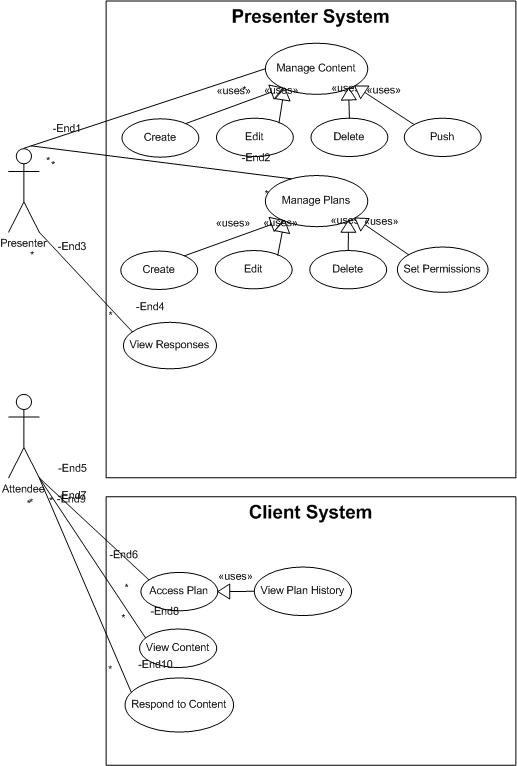 Presenter System
Manage Content
«uses»
*
«uses»
«uses»
«uses»
-End1
Create
Edit
Delete
Push
-End2
* *
*
Manage Plans
Presenter
*
«uses»
«uses»
«uses»
«uses»
-End3
Create
Edit
Delete
Set Permissions
-End4
*
View Responses
Attendee
-End5
-End7
-End9
* *
*
Client System
-End6
«uses»
*
Access Plan
View Plan History
-End8
*
View Content
-End10
*
Respond to Content